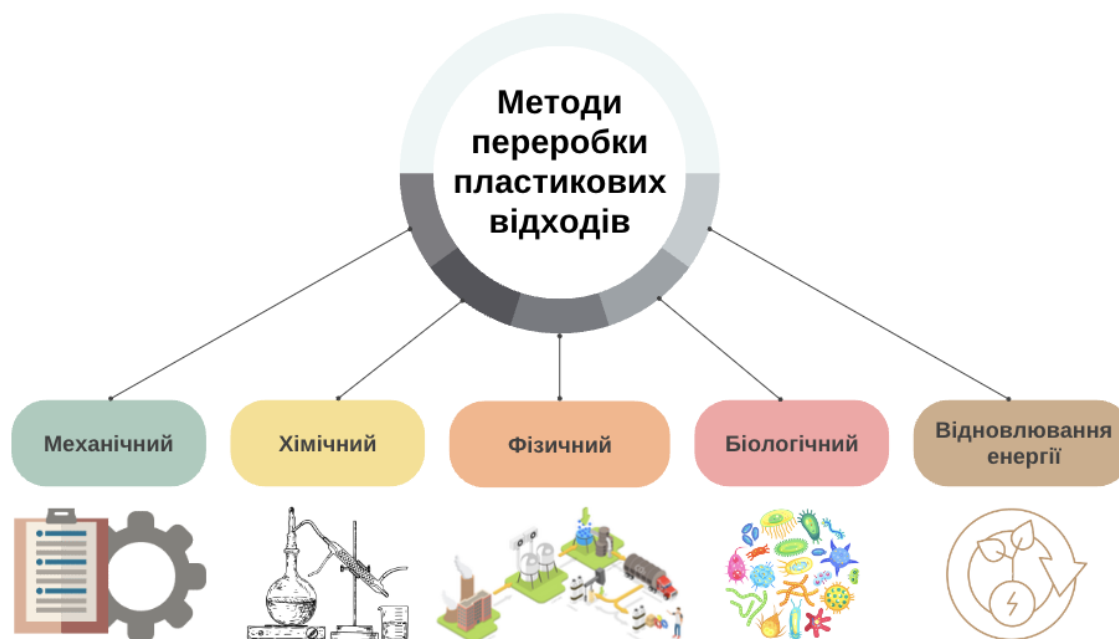 Методи
переробки
пластикових
відходів
Механічний
Хімічний
Фізичний
Біологічний
Відновлювання
енергії